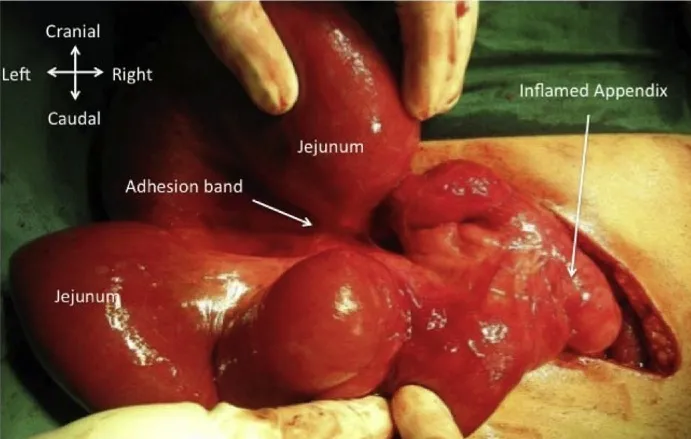 Cranial
Left
Right
Caudal
Inflamed Appendix
Jejunum
Adhesion band
Jejunum